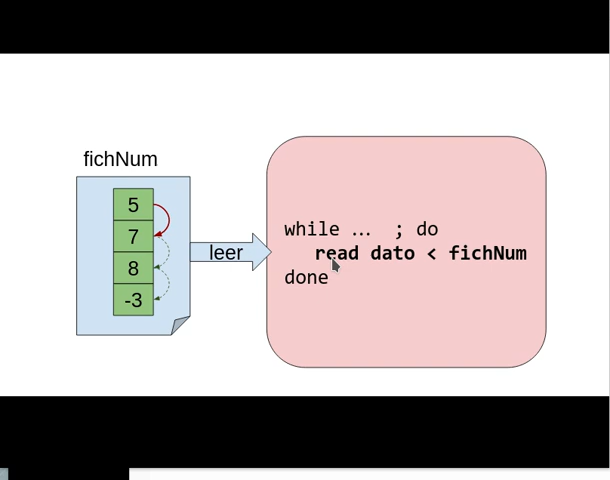 fichNum
5
7
8
-3
leer
while ... ; do
read dato < fichNum
done